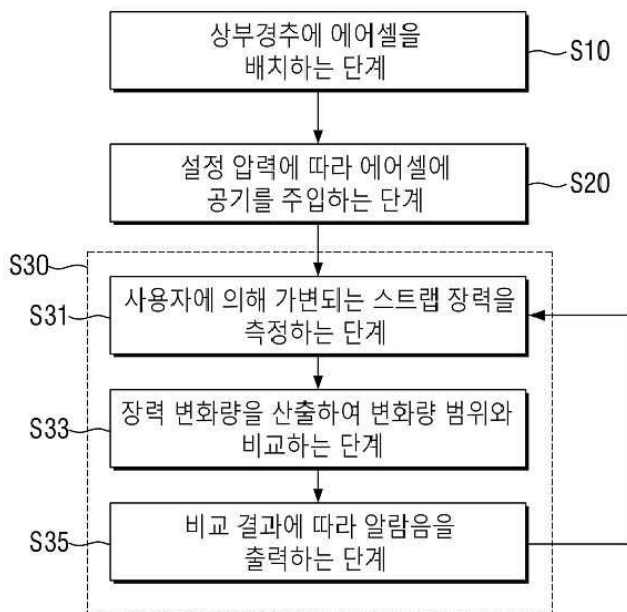 상부경추에 에어셀을
배치하는 단계
S10
설정 압력에 따라 에어셀에
공기를 주입하는 단계
S20
S30
S31
사용자에 의해 가변되는 스트랩 장력을
측정하는 단계
S33
장력 변화량을 산출하여 변화량 범위와
비교하는 단계
S35
비교 결과에 따라 알람음을
출력하는 단계